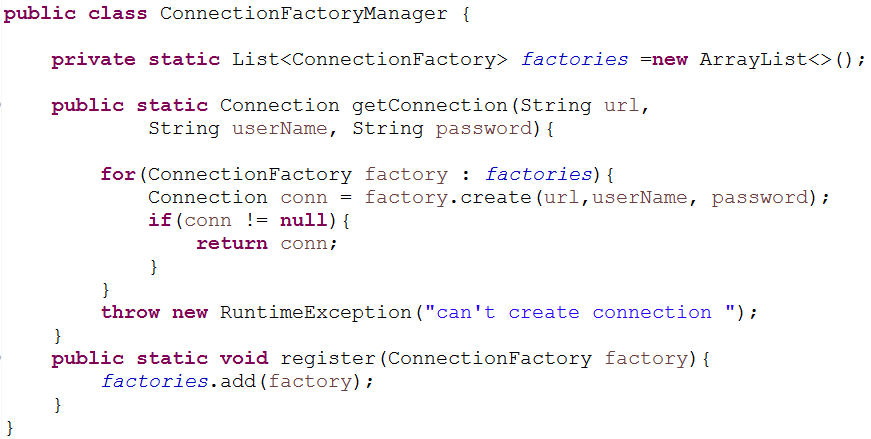 public class ConnectionFactoryManager {
private static List<ConnectionFactory> factories =new ArrayList<>();
public static Connection getConnection(String url,
String userName, String password){
for(ConnectionFactory factory : factories){
Connection conn = factory.create(url,userName, password);
if(conn != null){
return conn;
}
}
throw new RuntimeException("can't create connection ");
}
public static void register(ConnectionFactory factory){
factories.add(factory);
}
}